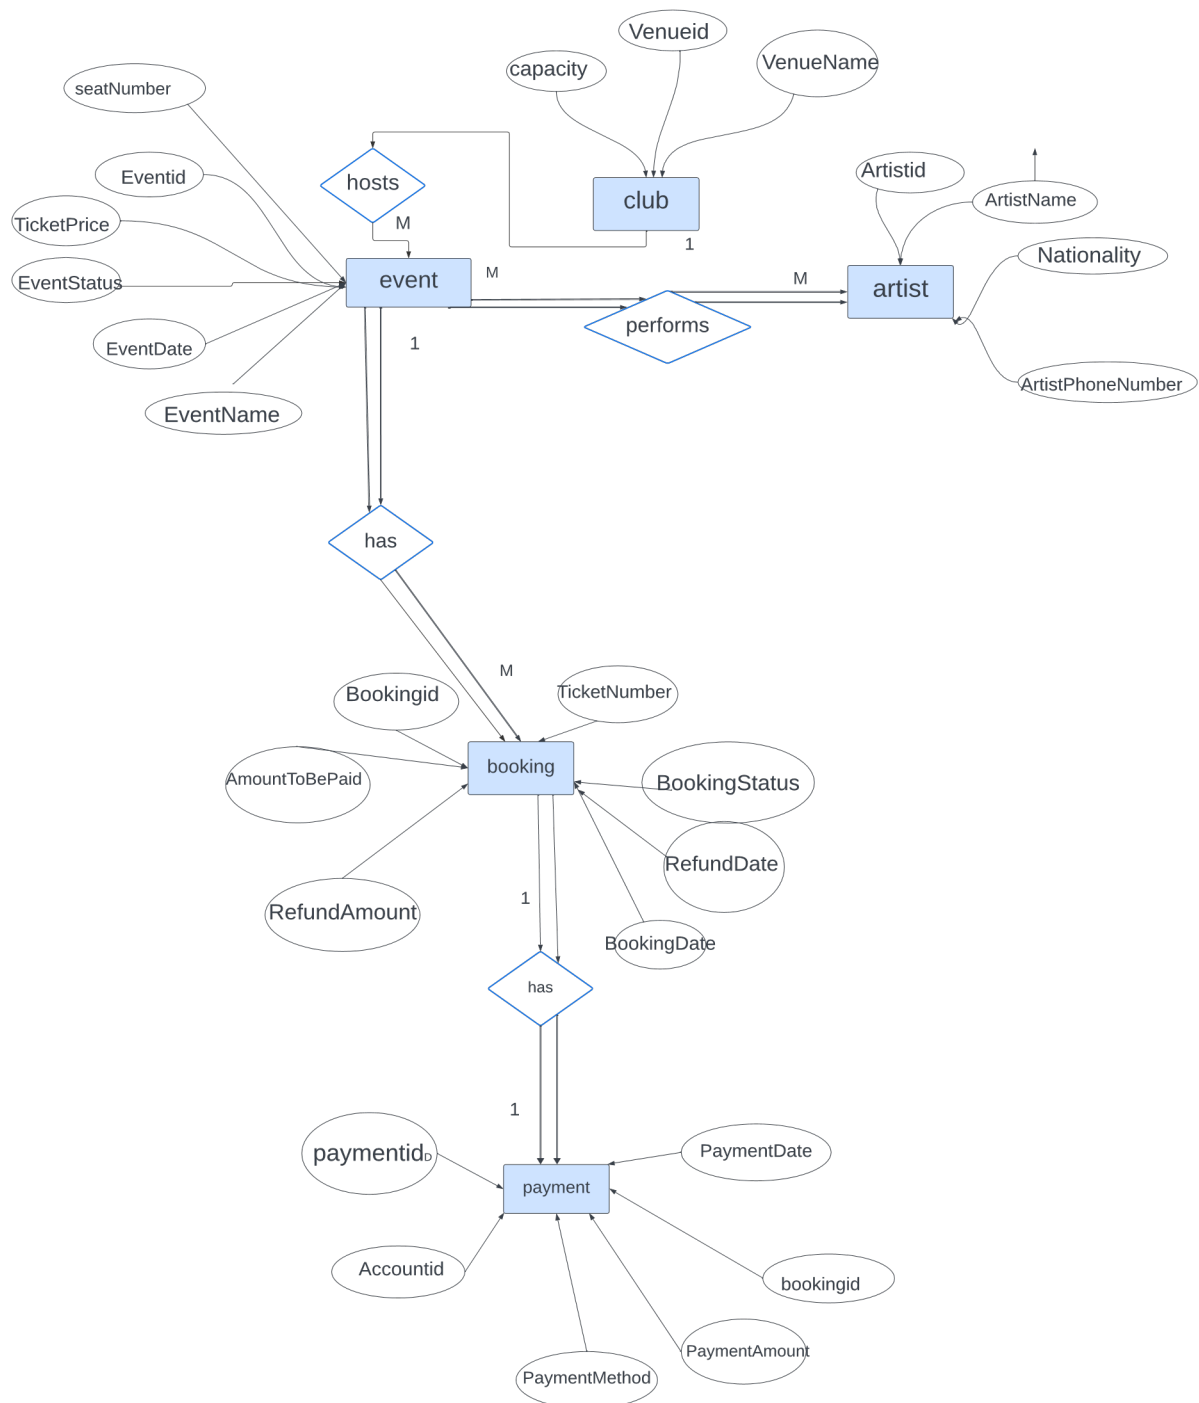 Venueid
capacity
VenueName
seatNumber
Eventid
hosts
Artistid
club
ArtistName
TicketPrice
M
1
Nationality
EventStatus
event
M
M
artist
performs
EventDate
1
ArtistPhoneNumber
EventName
has
M
Bookingid
TicketNumber
booking
AmountToBePaid
BookingStatus
RefundDate
1
RefundAmount
BookingDate
has
1
paymentid D
PaymentDate
payment
Accountid
bookingid
PaymentAmount
PaymentMethod